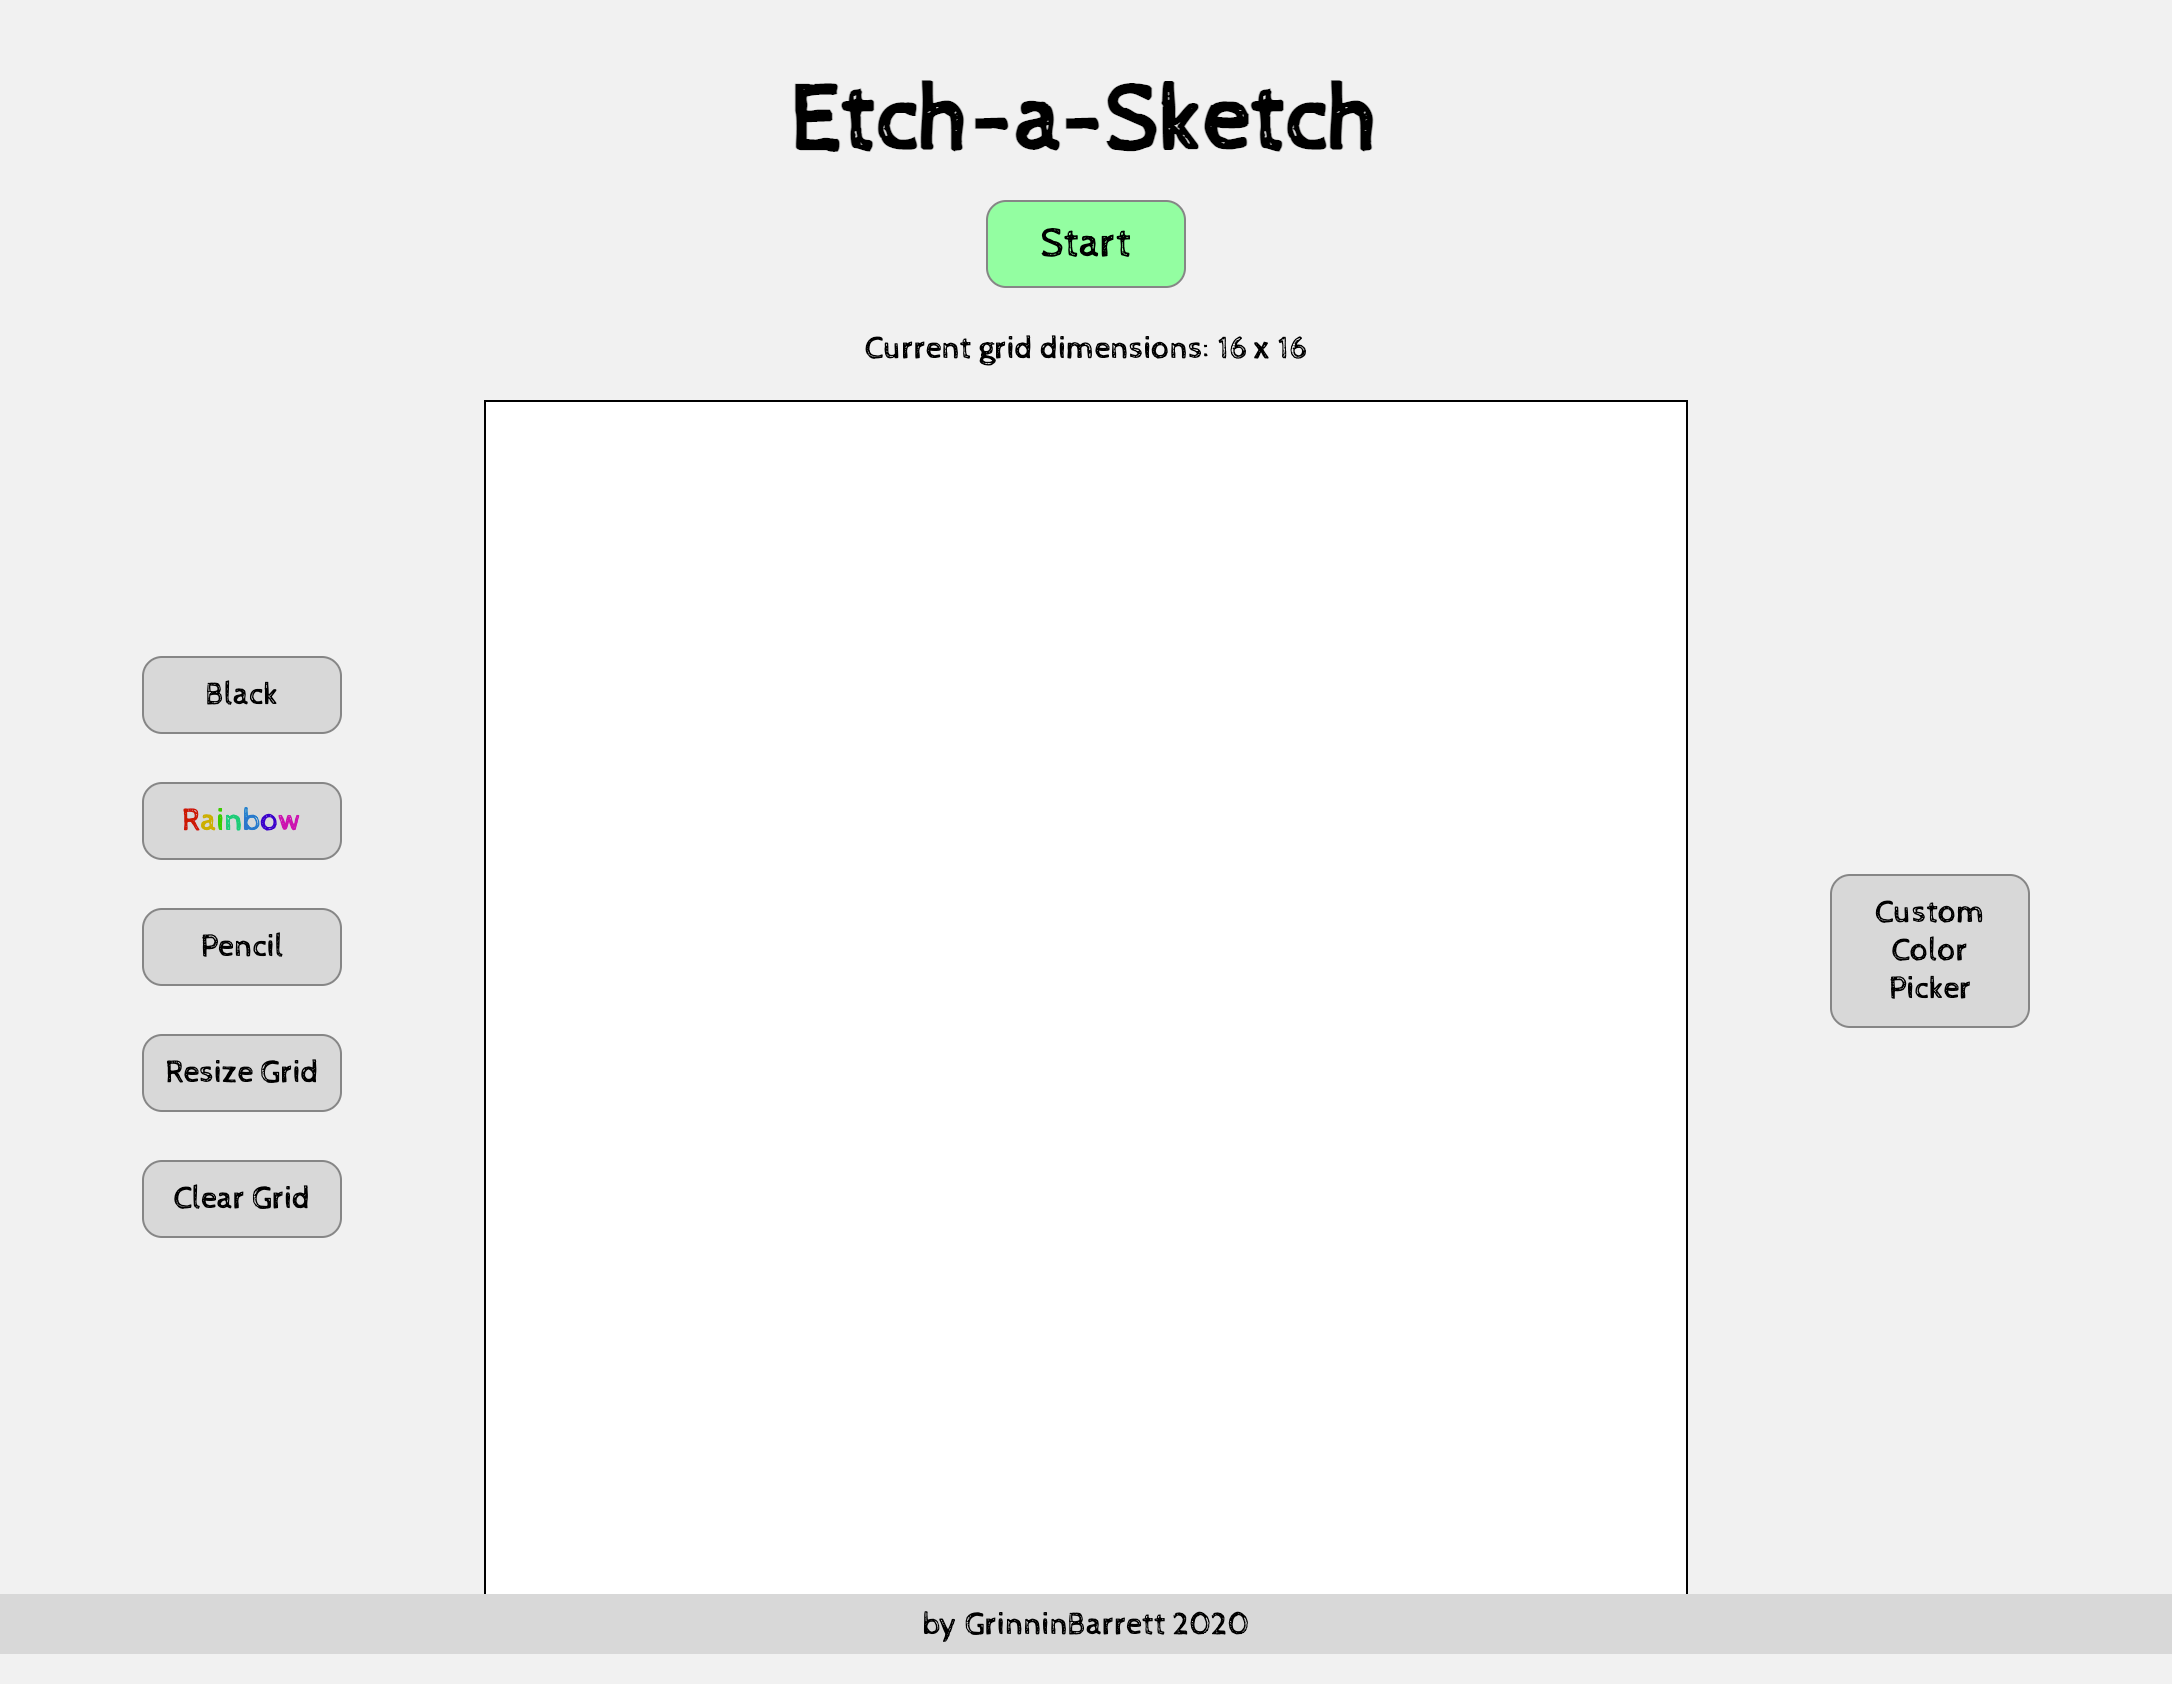 Etch-a-Sketch
Start
Current grid dimensions: 16 x 16
Black
Rainbow
Pencil
Resize Grid
Clear Grid
Custom
Color
Picker
by GrinninBarrett 2020